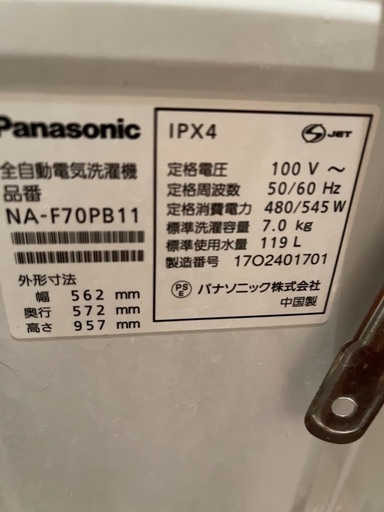 Panasonic
全自動電気洗濯機
品番
NA-F70PB11
外形寸法
幅 562 mm
奥行 572 mm
高さ 957 mm
IPX4
S JET
定格電圧 100 V ～
定格周波数 50/60 Hz
定格消費電力 480/545 W
標準洗濯容量 7.0 kg
標準使用水量 119 L
製造番号 17O2401701
PS E パナソニック株式会社
中国製